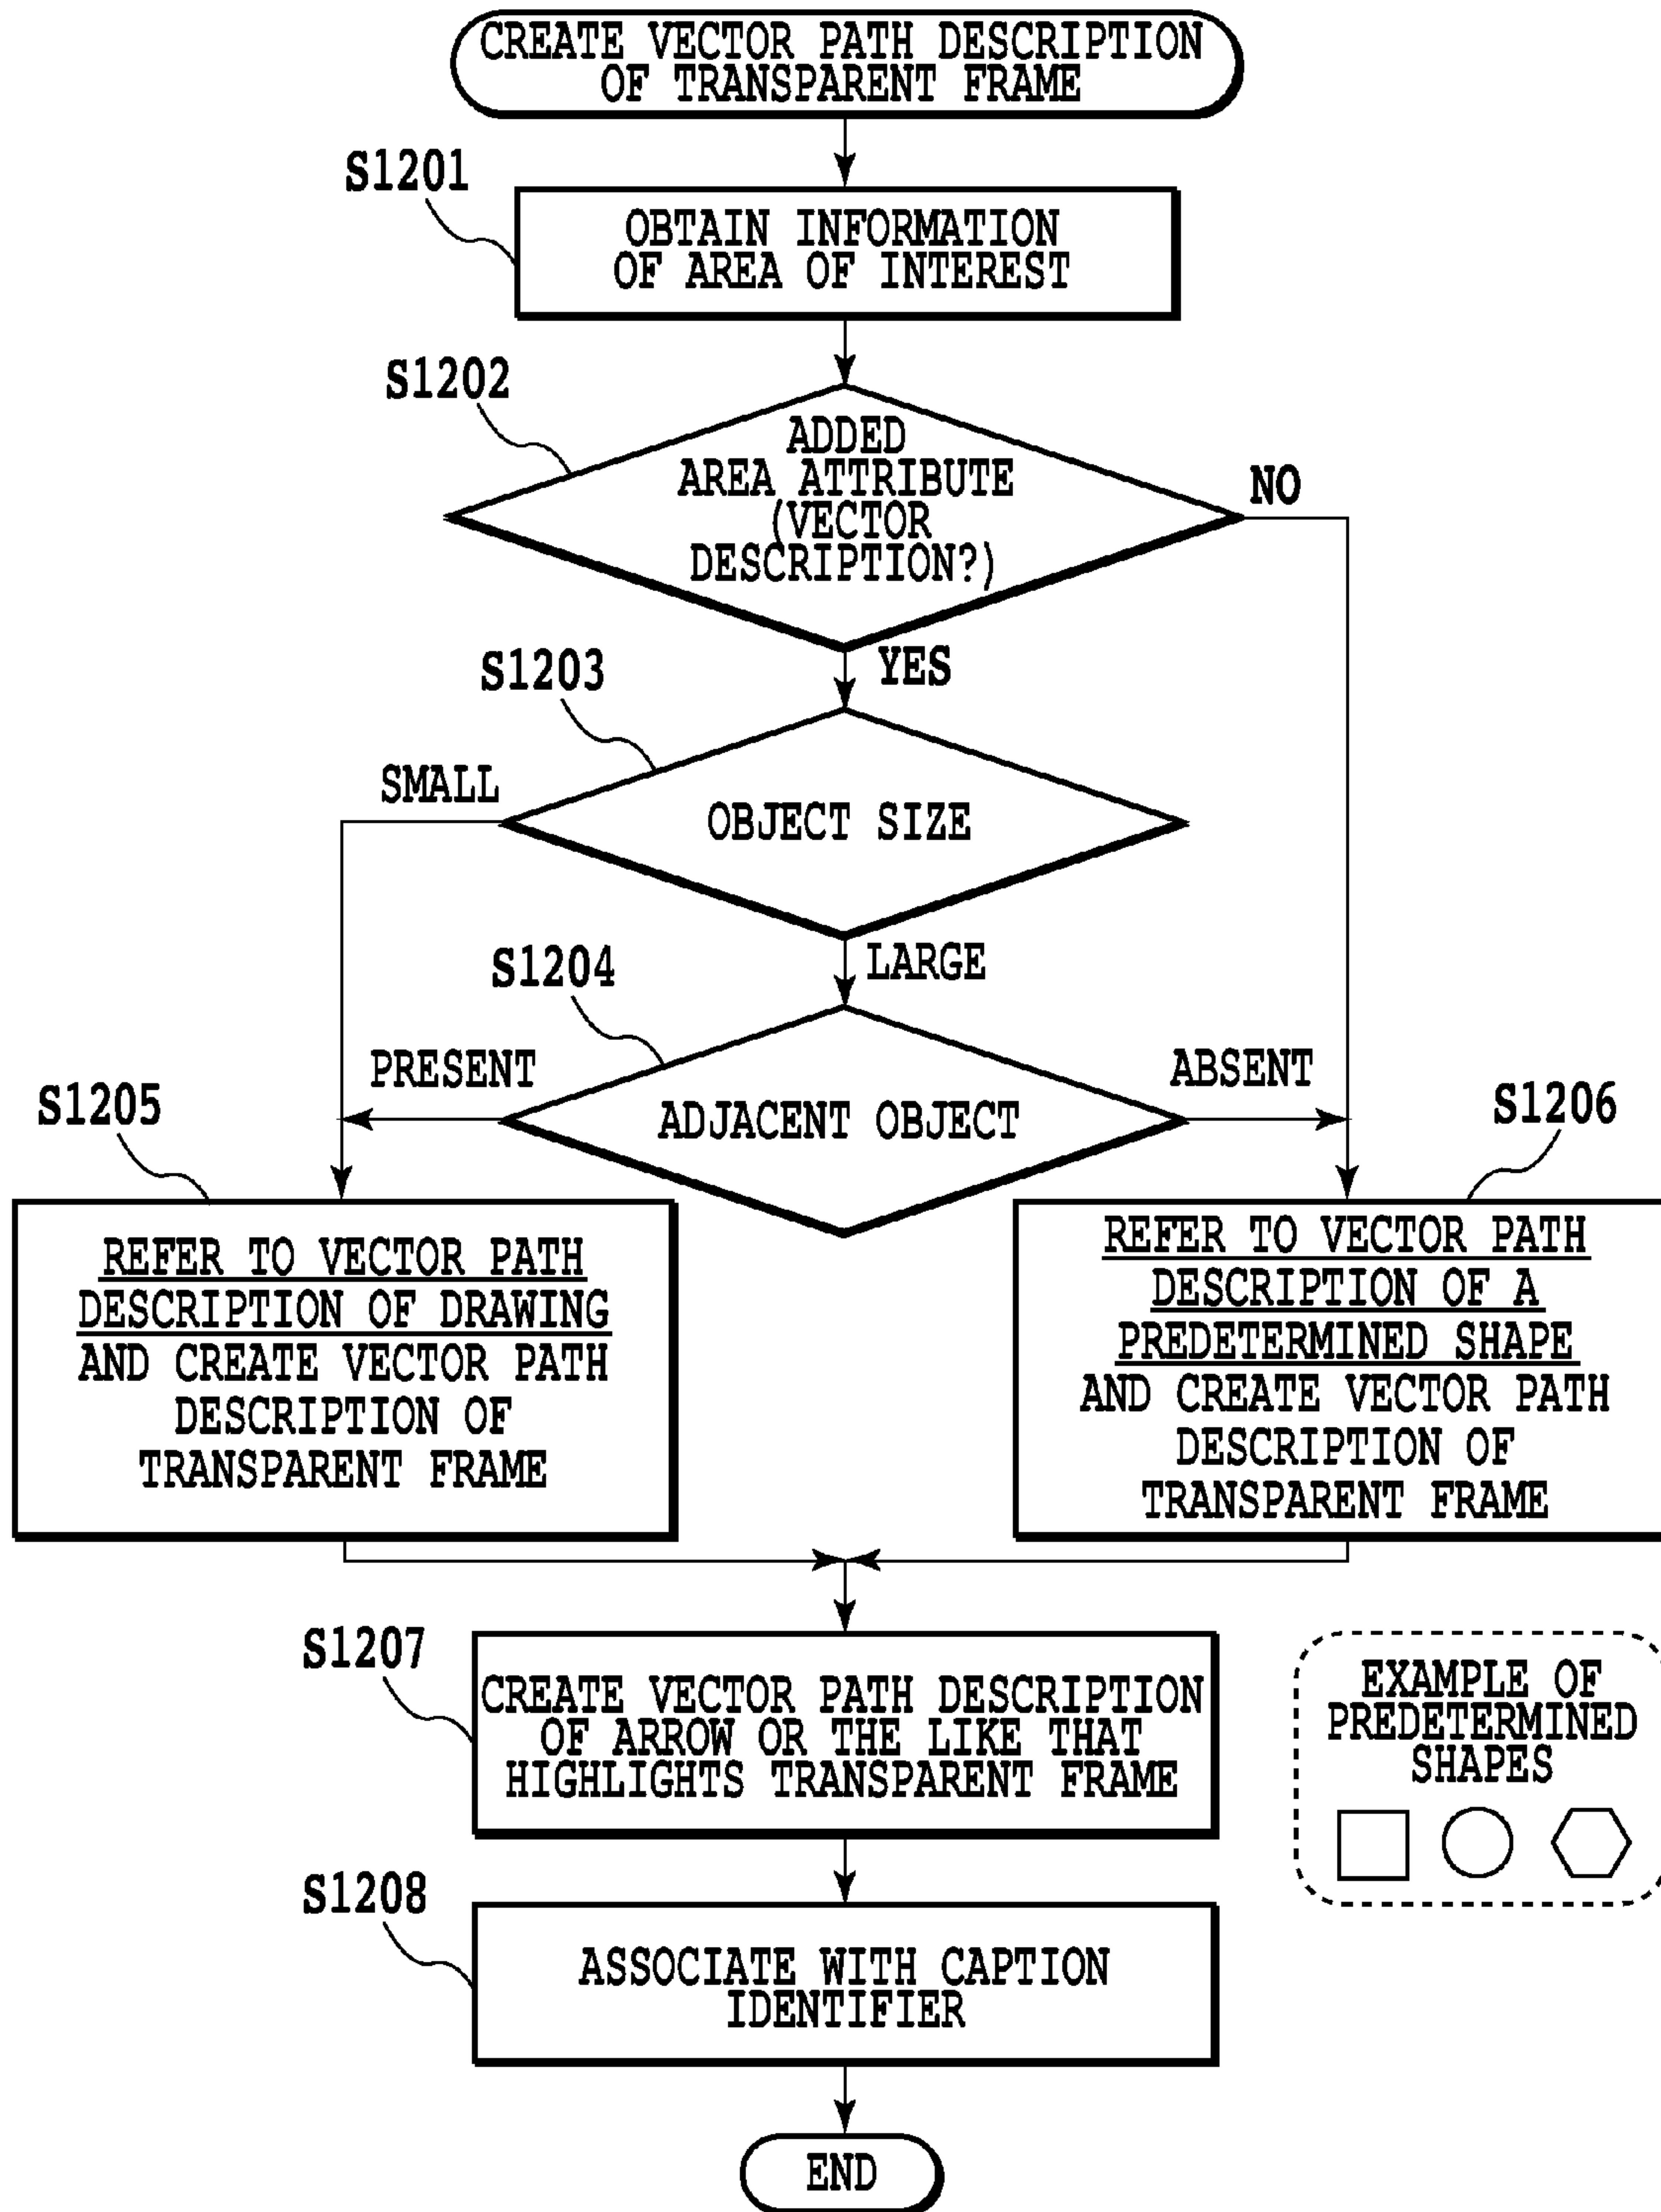 CREATE VECTOR PATH DESCRIPTION
OF TRANSPARENT FRAME
S1201
OBTAIN INFORMATION
OF AREA OF INTEREST
S1202
ADDED
AREA ATTRIBUTE
(VECTOR
DESCRIPTION?)
NO
YES
S1203
SMALL
OBJECT SIZE
LARGE
S1204
PRESENT
ABSENT
ADJACENT OBJECT
S1205
REFER TO VECTOR PATH
DESCRIPTION OF DRAWING
AND CREATE VECTOR PATH
DESCRIPTION OF
TRANSPARENT FRAME
S1206
REFER TO VECTOR PATH
DESCRIPTION OF A
PREDETERMINED SHAPE
AND CREATE VECTOR PATH
DESCRIPTION OF
TRANSPARENT FRAME
S1207
CREATE VECTOR PATH DESCRIPTION
OF ARROW OR THE LIKE THAT
HIGHLIGHTS TRANSPARENT FRAME
EXAMPLE OF
PREDETERMINED
SHAPES
S1208
ASSOCIATE WITH CAPTION
IDENTIFIER
END